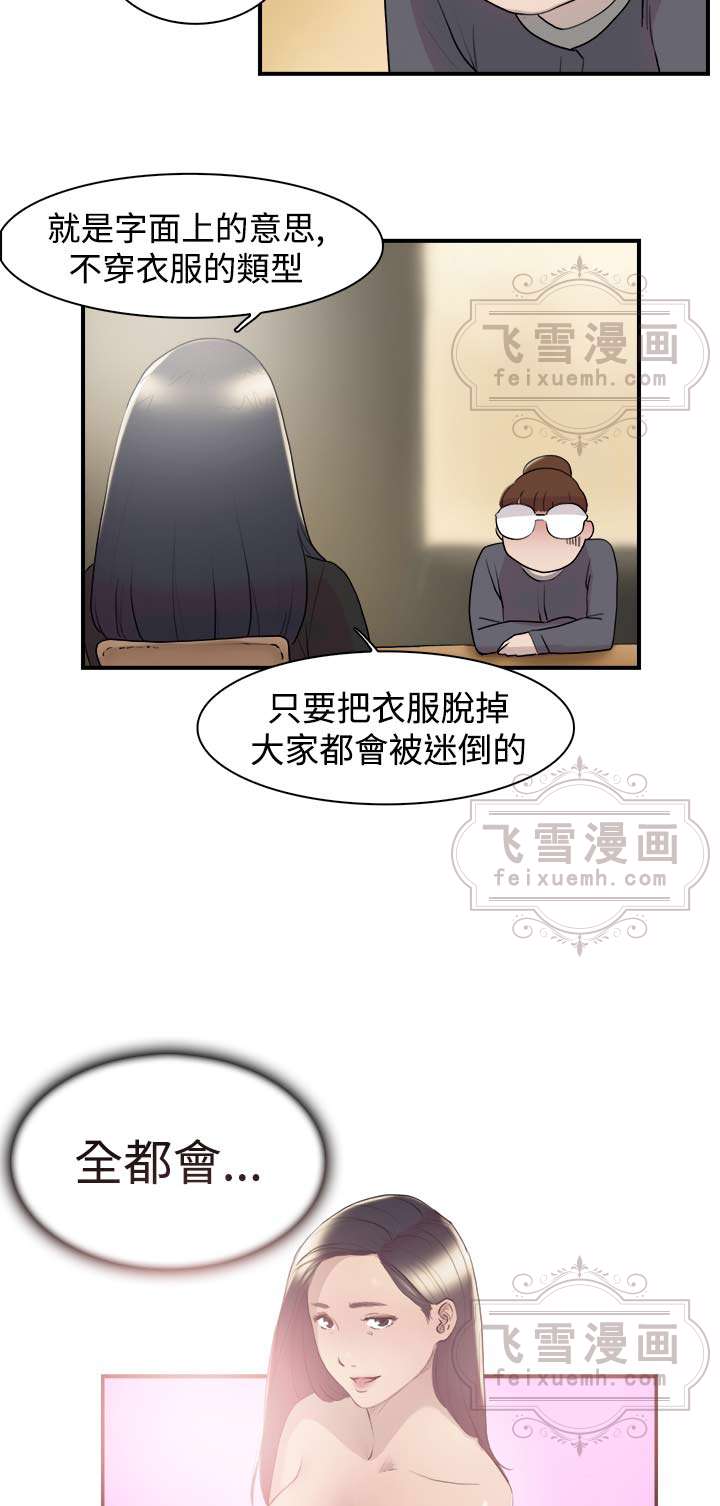 就是字面上的意思,
不穿衣服的類型
飞雪漫画
feixuemh.com
只要把衣服脫掉
大家都會被迷倒的
飞雪漫画
feixuemh.com
全都會...
飞雪漫画
feixuemh.com